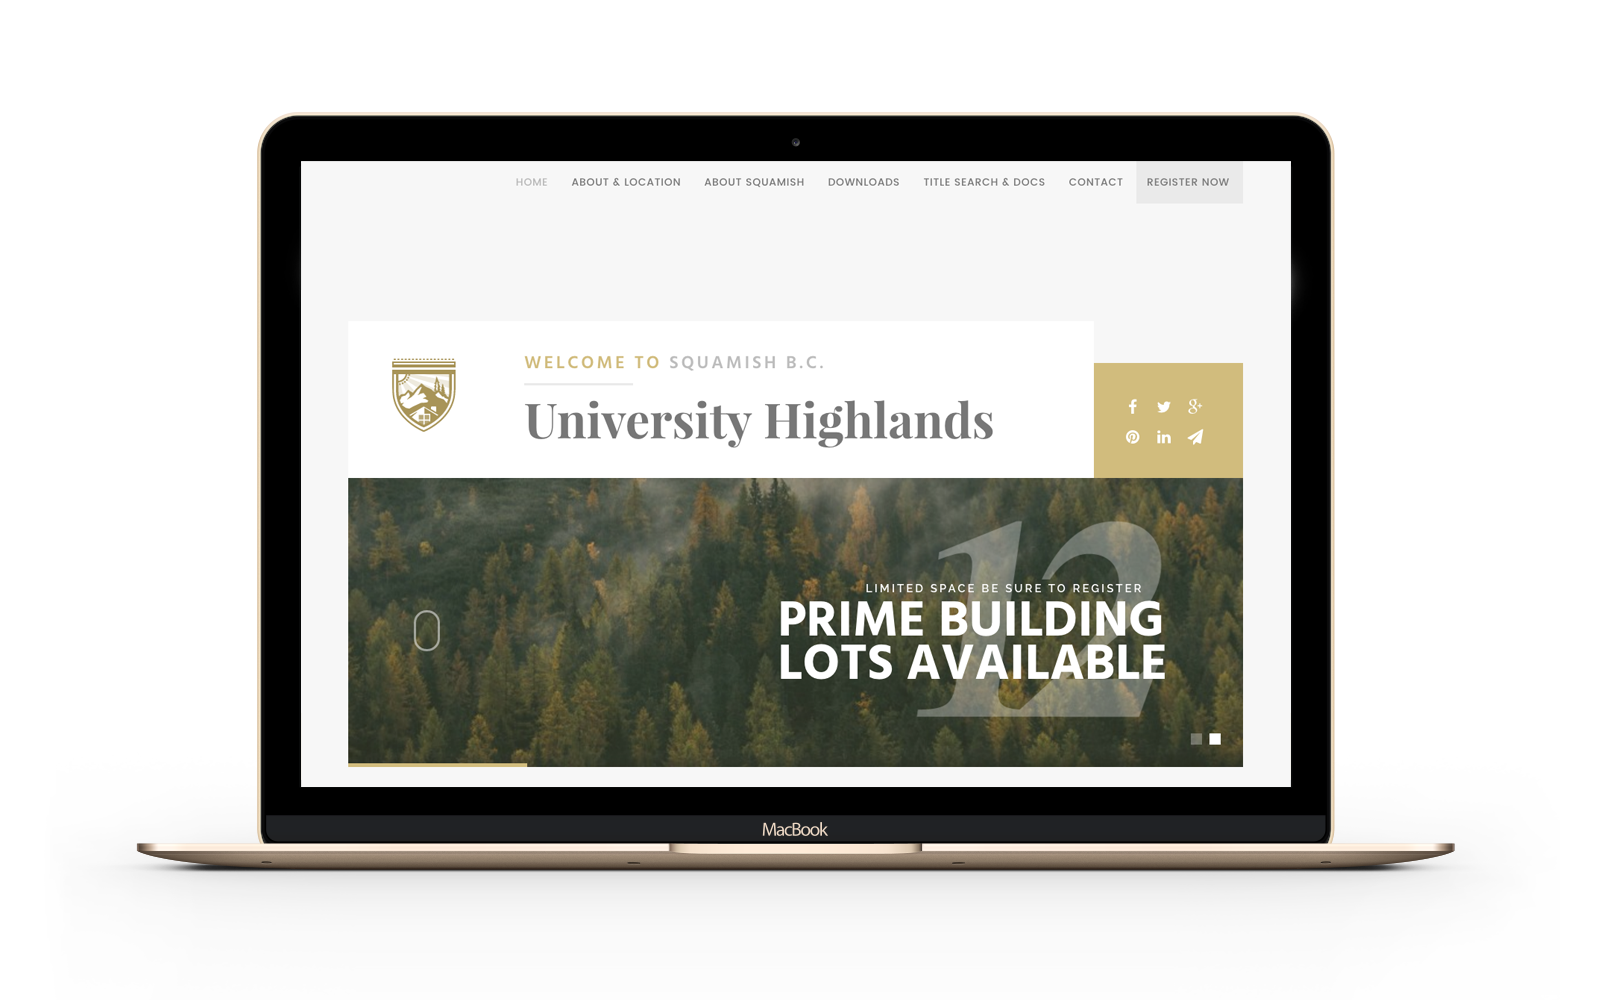 HOME ABOUT & LOCATION ABOUT SQUAMISH DOWNLOADS TITLE SEARCH & DOCS CONTACT REGISTER NOW
WELCOME TO SQUAMISH B.C.
University Highlands
12
LIMITED SPACE BE SURE TO REGISTER
PRIME BUILDING
LOTS AVAILABLE
MacBook